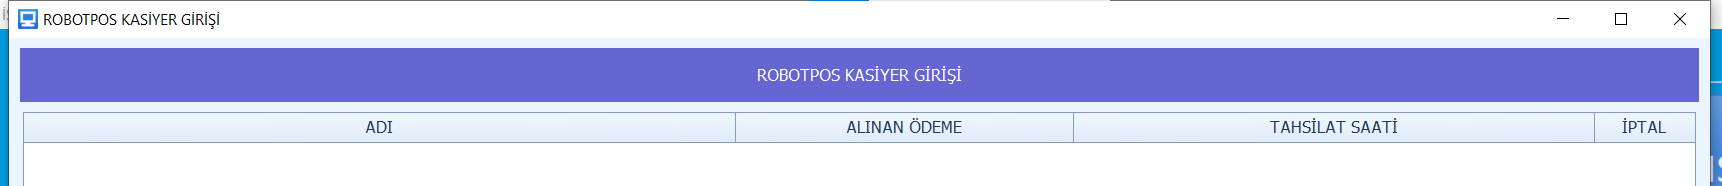 ROBOTPOS KASİYER GİRİŞİ
ROBOTPOS KASİYER GİRİŞİ
ADI ALINAN ÖDEME TAHSİLAT SAATİ İPTAL